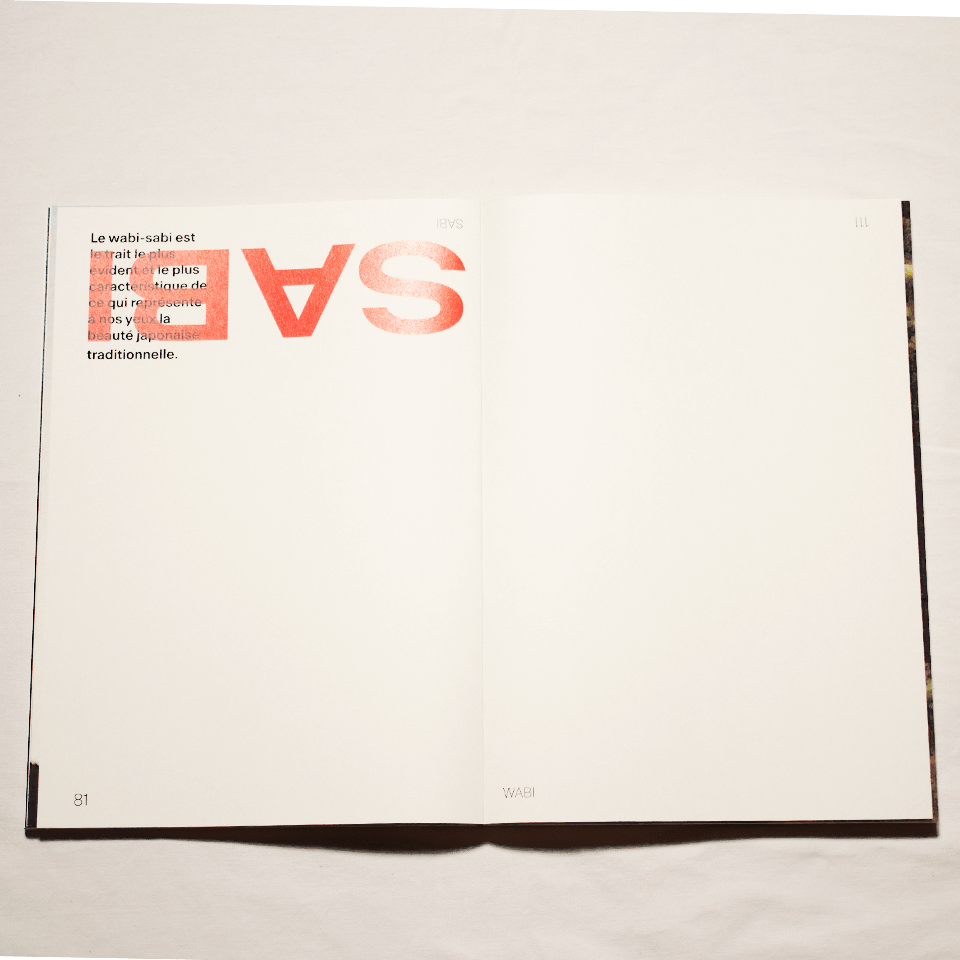 SABI
Le wabi-sabi est
le trait le plus
évident et le plus
caractéristique de
ce qui représente
à nos yeux la
beauté japonaise
traditionnelle.
SABI
81
111
WABI